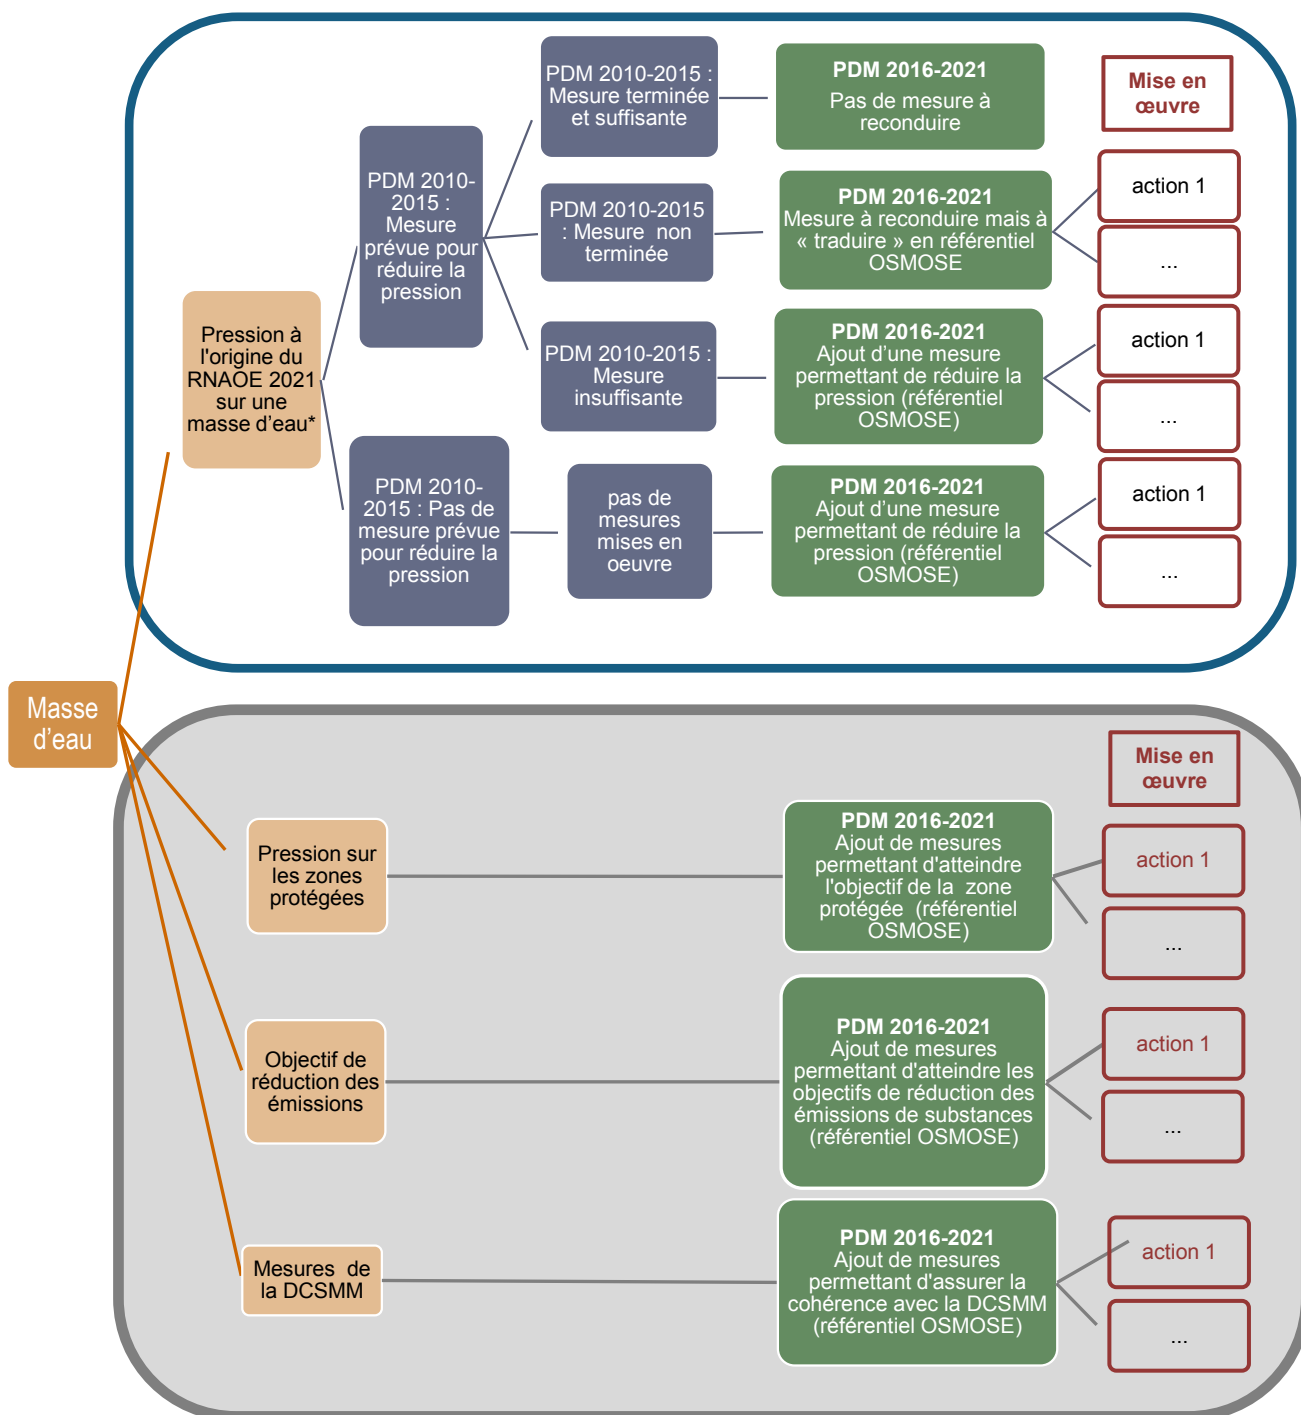 Masse
d’eau
Pression à
l'origine du
RNAOE 2021
sur une
masse d’eau*
PDM 2010-
2015 :
Mesure
prévue pour
réduire la
pression
PDM 2010-2015 :
Mesure terminée
et suffisante
PDM 2016-2021
Pas de mesure à
reconduire
Mise en
œuvre
PDM 2010-2015
: Mesure  non
terminée
PDM 2016-2021
Mesure à reconduire mais à
« traduire » en référentiel
OSMOSE
action 1
...
PDM 2010-2015 :
Mesure
insuffisante
PDM 2016-2021
Ajout d’une mesure
permettant de réduire la
pression (référentiel
OSMOSE)
action 1
...
PDM 2010-
2015 : Pas de
mesure prévue
pour réduire la
pression
pas de
mesures
mises en
oeuvre
PDM 2016-2021
Ajout d’une mesure
permettant de réduire la
pression (référentiel
OSMOSE)
action 1
...
Mise en
œuvre
Pression sur
les zones
protégées
PDM 2016-2021
Ajout de mesures
permettant d'atteindre
l'objectif de la  zone
protégée  (référentiel
OSMOSE)
action 1
...
Objectif de
réduction des
émissions
PDM 2016-2021
Ajout de mesures
permettant d'atteindre les
objectifs de réduction des
émissions de substances
(référentiel OSMOSE)
action 1
...
Mesures  de
la DCSMM
PDM 2016-2021
Ajout de mesures
permettant d'assurer la
cohérence avec la DCSMM
(référentiel OSMOSE)
action 1
...